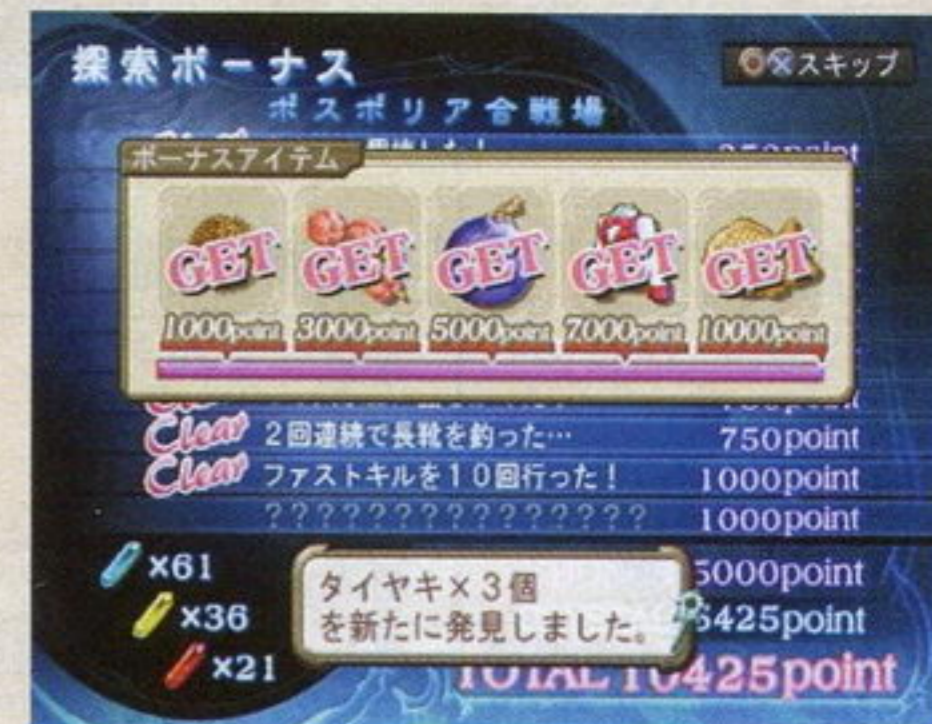 探索ボーナス
スキップ
ボスポリア合戦場
ボーナスアイテム
GET GET GET GET GET
1000point 3000point 5000point 7000point 10000point
Clear 2回連続で長靴を釣った… 750point
Clear ファストキルを10回行った! 1000point
??????????????? 1000point
×61 5000point
×36 5425point
×21 TOTAL 10425point
タイヤキ×3個
を新たに発見しました。